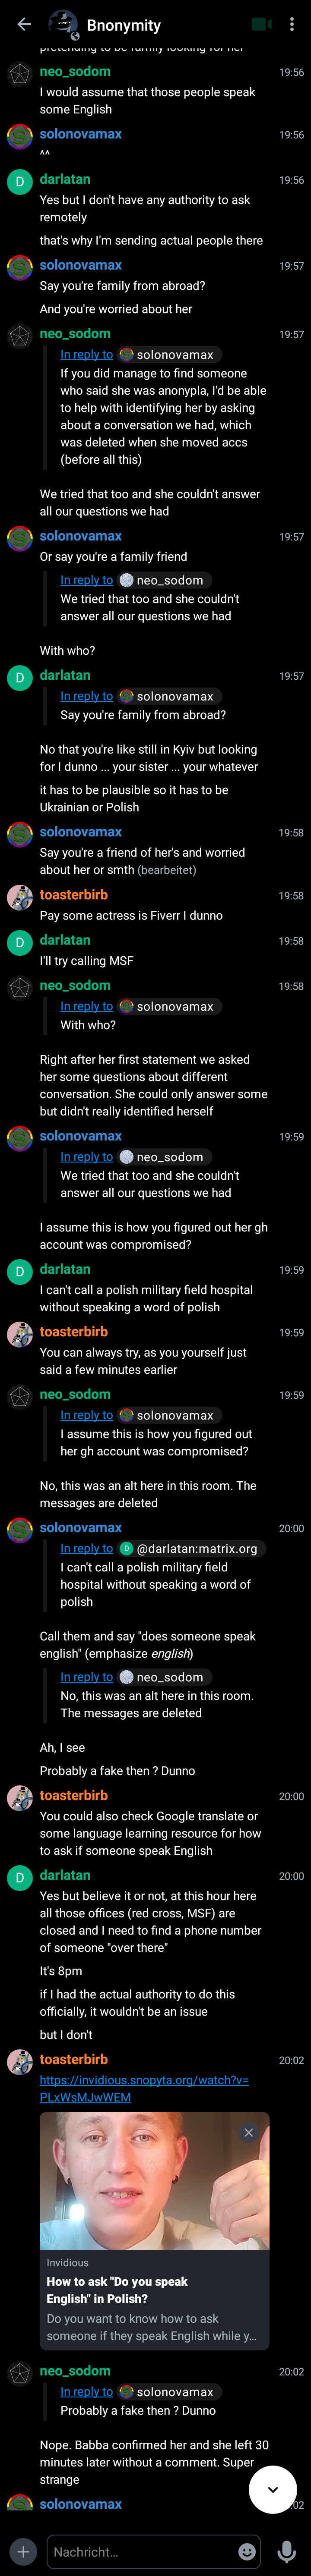 Bnonymity
pretending to be family looking for her
neo_sodom 19:56
I would assume that those people speak
some English
solonovamax 19:56
^^
D darlatan 19:56
Yes but I don't have any authority to ask
remotely
that's why I'm sending actual people there
solonovamax 19:57
Say you're family from abroad?
And you're worried about her
neo_sodom 19:57
In reply to solonovamax
If you did manage to find someone
who said she was anonypla, I'd be able
to help with identifying her by asking
about a conversation we had, which
was deleted when she moved accs
(before all this)
We tried that too and she couldn't answer
all our questions we had
solonovamax 19:57
Or say you're a family friend
In reply to neo_sodom
We tried that too and she couldn't
answer all our questions we had
With who?
D darlatan 19:57
In reply to solonovamax
Say you're family from abroad?
No that you're like still in Kyiv but looking
for I dunno ... your sister ... your whatever
it has to be plausible so it has to be
Ukrainian or Polish
solonovamax 19:58
Say you're a friend of her's and worried
about her or smth (bearbeitet)
toasterbirb 19:58
Pay some actress is Fiverr I dunno
D darlatan 19:58
I'll try calling MSF
neo_sodom 19:58
In reply to solonovamax
With who?
Right after her first statement we asked
her some questions about different
conversation. She could only answer some
but didn't really identified herself
solonovamax 19:59
In reply to neo_sodom
We tried that too and she couldn't
answer all our questions we had
I assume this is how you figured out her gh
account was compromised?
D darlatan 19:59
I can't call a polish military field hospital
without speaking a word of polish
toasterbirb 19:59
You can always try, as you yourself just
said a few minutes earlier
neo_sodom 19:59
In reply to solonovamax
I assume this is how you figured out
her gh account was compromised?
No, this was an alt here in this room. The
messages are deleted
solonovamax 20:00
In reply to D @darlatan:matrix.org
I can't call a polish military field
hospital without speaking a word of
polish
Call them and say "does someone speak
english" (emphasize english)
In reply to neo_sodom
No, this was an alt here in this room.
The messages are deleted
Ah, I see
Probably a fake then ? Dunno
toasterbirb 20:00
You could also check Google translate or
some language learning resource for how
to ask if someone speak English
D darlatan 20:00
Yes but believe it or not, at this hour here
all those offices (red cross, MSF) are
closed and I need to find a phone number
of someone "over there"
It's 8pm
if I had the actual authority to do this
officially, it wouldn't be an issue
but I don't
toasterbirb 20:02
https://invidious.snopyta.org/watch?v=
PLxWsMJwWEM
Invidious
How to ask "Do you speak
English" in Polish?
Do you want to know how to ask
someone if they speak English while y...
neo_sodom 20:02
In reply to solonovamax
Probably a fake then ? Dunno
Nope. Babba confirmed her and she left 30
minutes later without a comment. Super
strange
solonovamax :02
Nachricht...